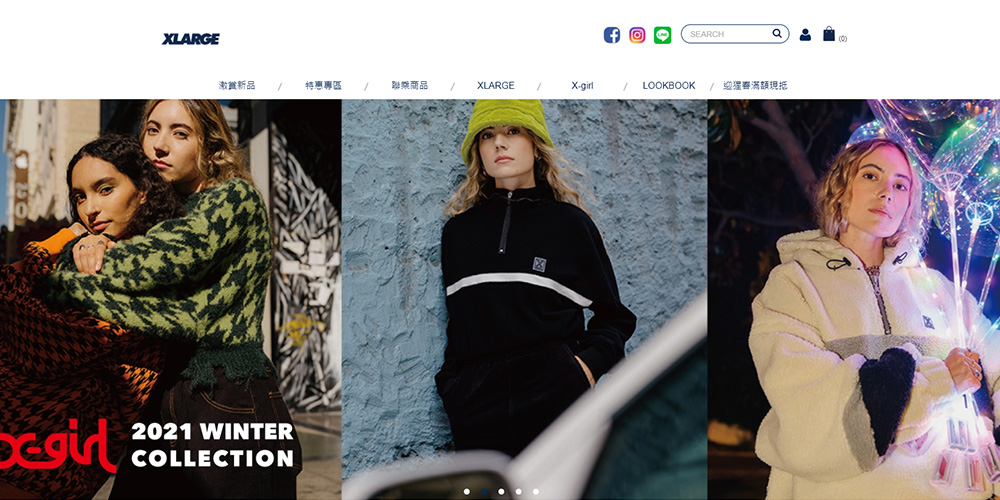 XLARGE
SEARCH
(0)
激賞新品 / 特惠專區 / 聯乘商品 / XLARGE / X-girl / LOOKBOOK / 迎狸春滿額現抵
x-girl
2021 WINTER
COLLECTION